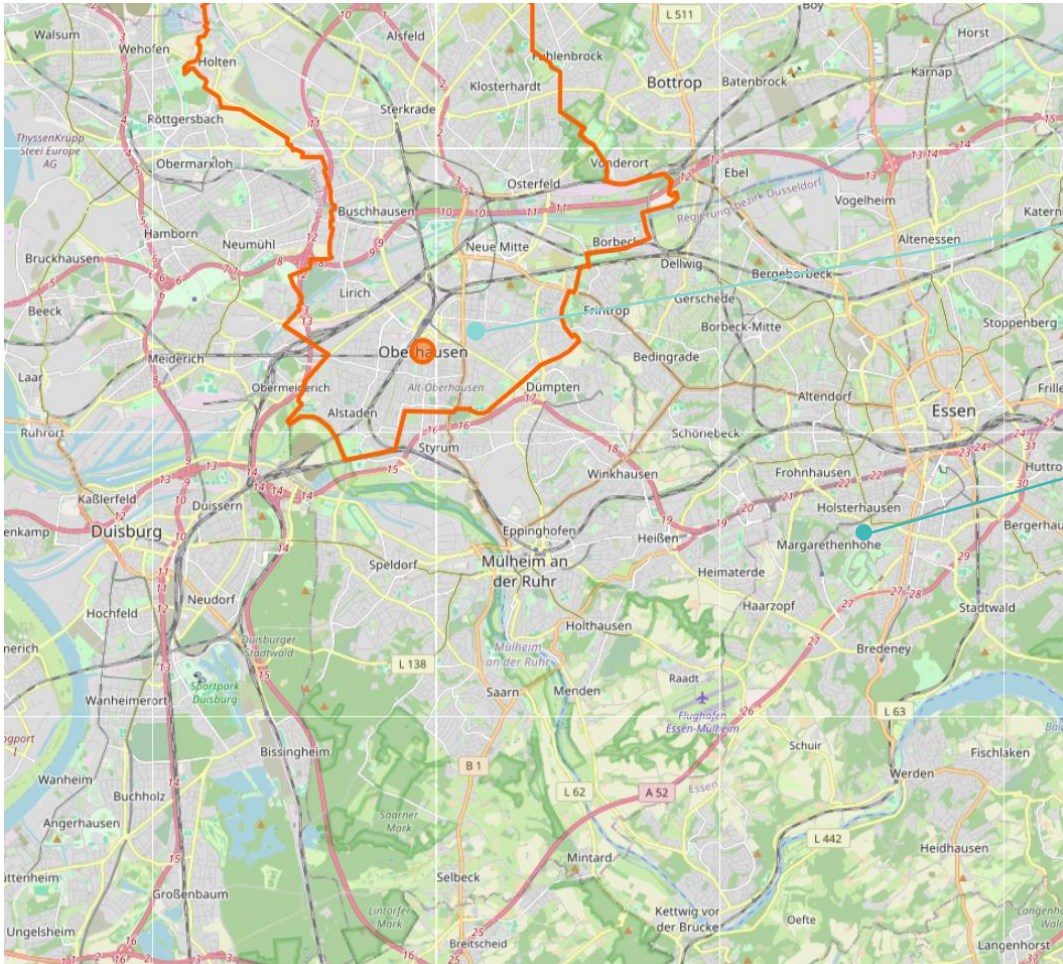 L 511
Boy
Walsum
Wehofen
Alsfeld
Horst
Holten
Fuhlenbrock
Klosterhardt
Bottrop
Batenbrock
Karnap
Sterkrade
Röttgersbach
ThyssenKrupp
Steel Europe
AG
Obermarxloh
Vonderort
Ebel
Osterfeld
Vogelheim
Regierungsbezirk Düsseldorf
Buschhausen
Hamborn
Neumühl
Neue Mitte
Borbeck
Altenessen
Bruckhausen
Dellwig
Bergeborbeck
Lirich
Gerschede
Beeck
Frintrop
Borbeck-Mitte
Stoppenberg
Meiderich
Oberhausen
Bedingrade
Laar
Obermeiderich
Alt-Oberhausen
Dümpten
Altendorf
Essen
Alstaden
Ruhrort
Styrum
Schönebeck
Winkhausen
Frohnhausen
Kaßlerfeld
Duissern
Holsterhausen
Duisburg
Eppinghofen
Heißen
Margarethenhöhe
Mülheim an
der Ruhr
Speldorf
Heimaterde
Hochfeld
Neudorf
Haarzopf
Stadtwald
Holthausen
Duisburger
Stadtwald
L 138
Mülheim
an der Ruhr
Bredeney
Sportpark
Duisburg
Raadt
Wanheimerort
Saarn
Menden
Flughafen
Essen-Mülheim
L 63
Bissingheim
Schuir
Fischlaken
B 1
Wanheim
Werden
Buchholz
L 62
A 52
Essen
Angerhausen
Saarner
Mark
L 442
Heidhausen
Mintard
Selbeck
Großenbaum
Lintorfer
Mark
Kettwig vor
der Brücke
Oefte
Ungelsheim
Breitscheid
Langenhorst